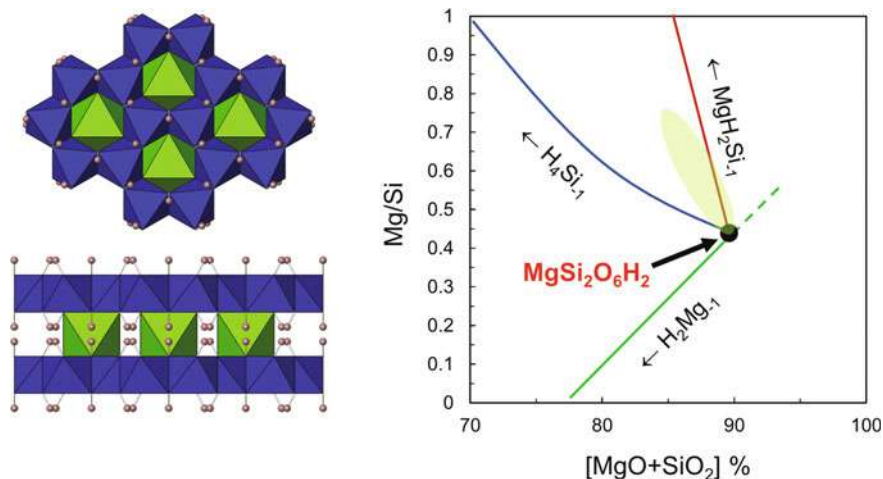 1
0.9
0.8
0.7
0.6
0.5
0.4
0.3
0.2
0.1
0
Mg/Si
← MgH₂Si₋₁
← H₄Si₋₁
MgSi₂O₆H₂
← H₂Mg₋₁
70 80 90 100
[MgO+SiO₂] %